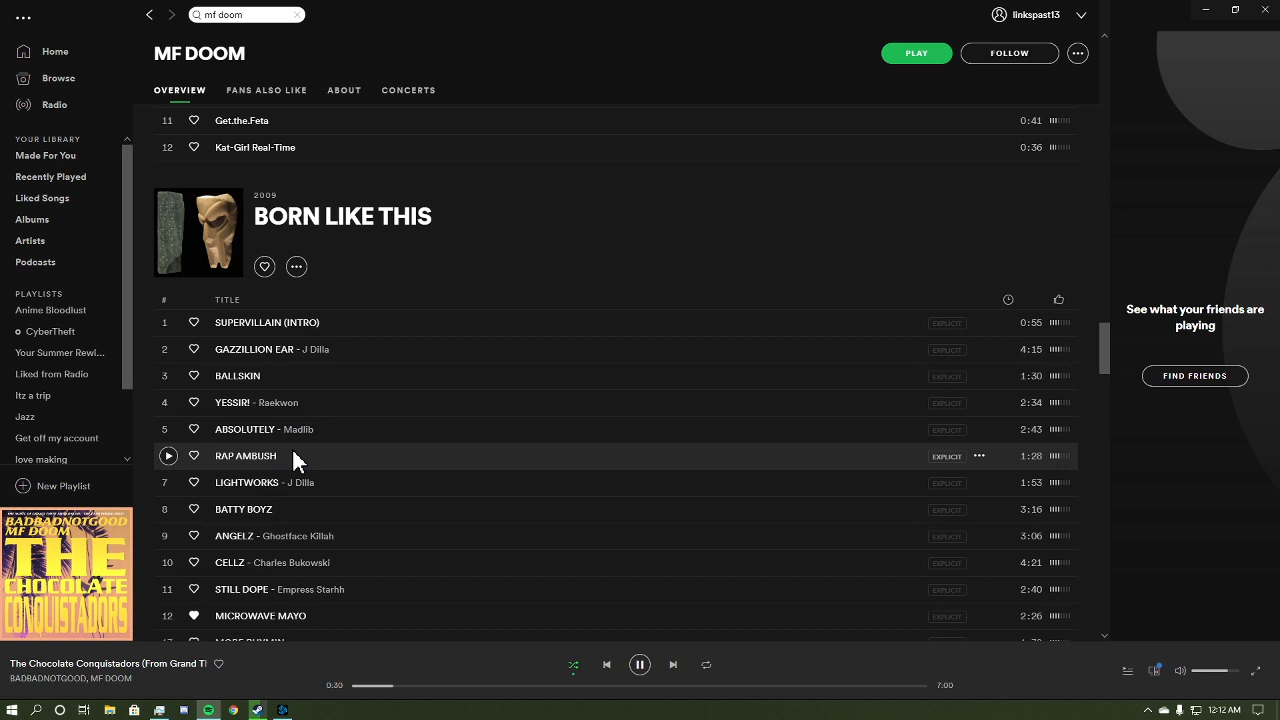 mf doom
linkspast13
Home
Browse
Radio
YOUR LIBRARY
Made For You
Recently Played
Liked Songs
Albums
Artists
Podcasts
PLAYLISTS
Anime Bloodlust
CyberTheft
Your Summer Rewi...
Liked from Radio
Itz a trip
Jazz
Get off my account
love making
New Playlist
BADBADNOTGOOD
MF DOOM
THE
CHOCOLATE
CONQUISTADORS
MF DOOM
PLAY
FOLLOW
OVERVIEW FANS ALSO LIKE ABOUT CONCERTS
11 Get.the.Feta 0:41
12 Kat-Girl Real-Time 0:36
2009
BORN LIKE THIS
# TITLE
1 SUPERVILLAIN (INTRO) EXPLICIT 0:55
2 GAZZILLION EAR - J Dilla EXPLICIT 4:15
3 BALLSKIN EXPLICIT 1:30
4 YESSIR! - Raekwon EXPLICIT 2:34
5 ABSOLUTELY - Madlib EXPLICIT 2:43
RAP AMBUSH EXPLICIT 1:28
7 LIGHTWORKS - J Dilla EXPLICIT 1:53
8 BATTY BOYZ EXPLICIT 3:16
9 ANGELZ - Ghostface Killah EXPLICIT 3:06
10 CELLZ - Charles Bukowski EXPLICIT 4:21
11 STILL DOPE - Empress Starhh EXPLICIT 2:40
12 MICROWAVE MAYO EXPLICIT 2:26
See what your friends are
playing
FIND FRIENDS
The Chocolate Conquistadors (From Grand Tl
BADBADNOTGOOD, MF DOOM
0:30
7:00
12:12 AM